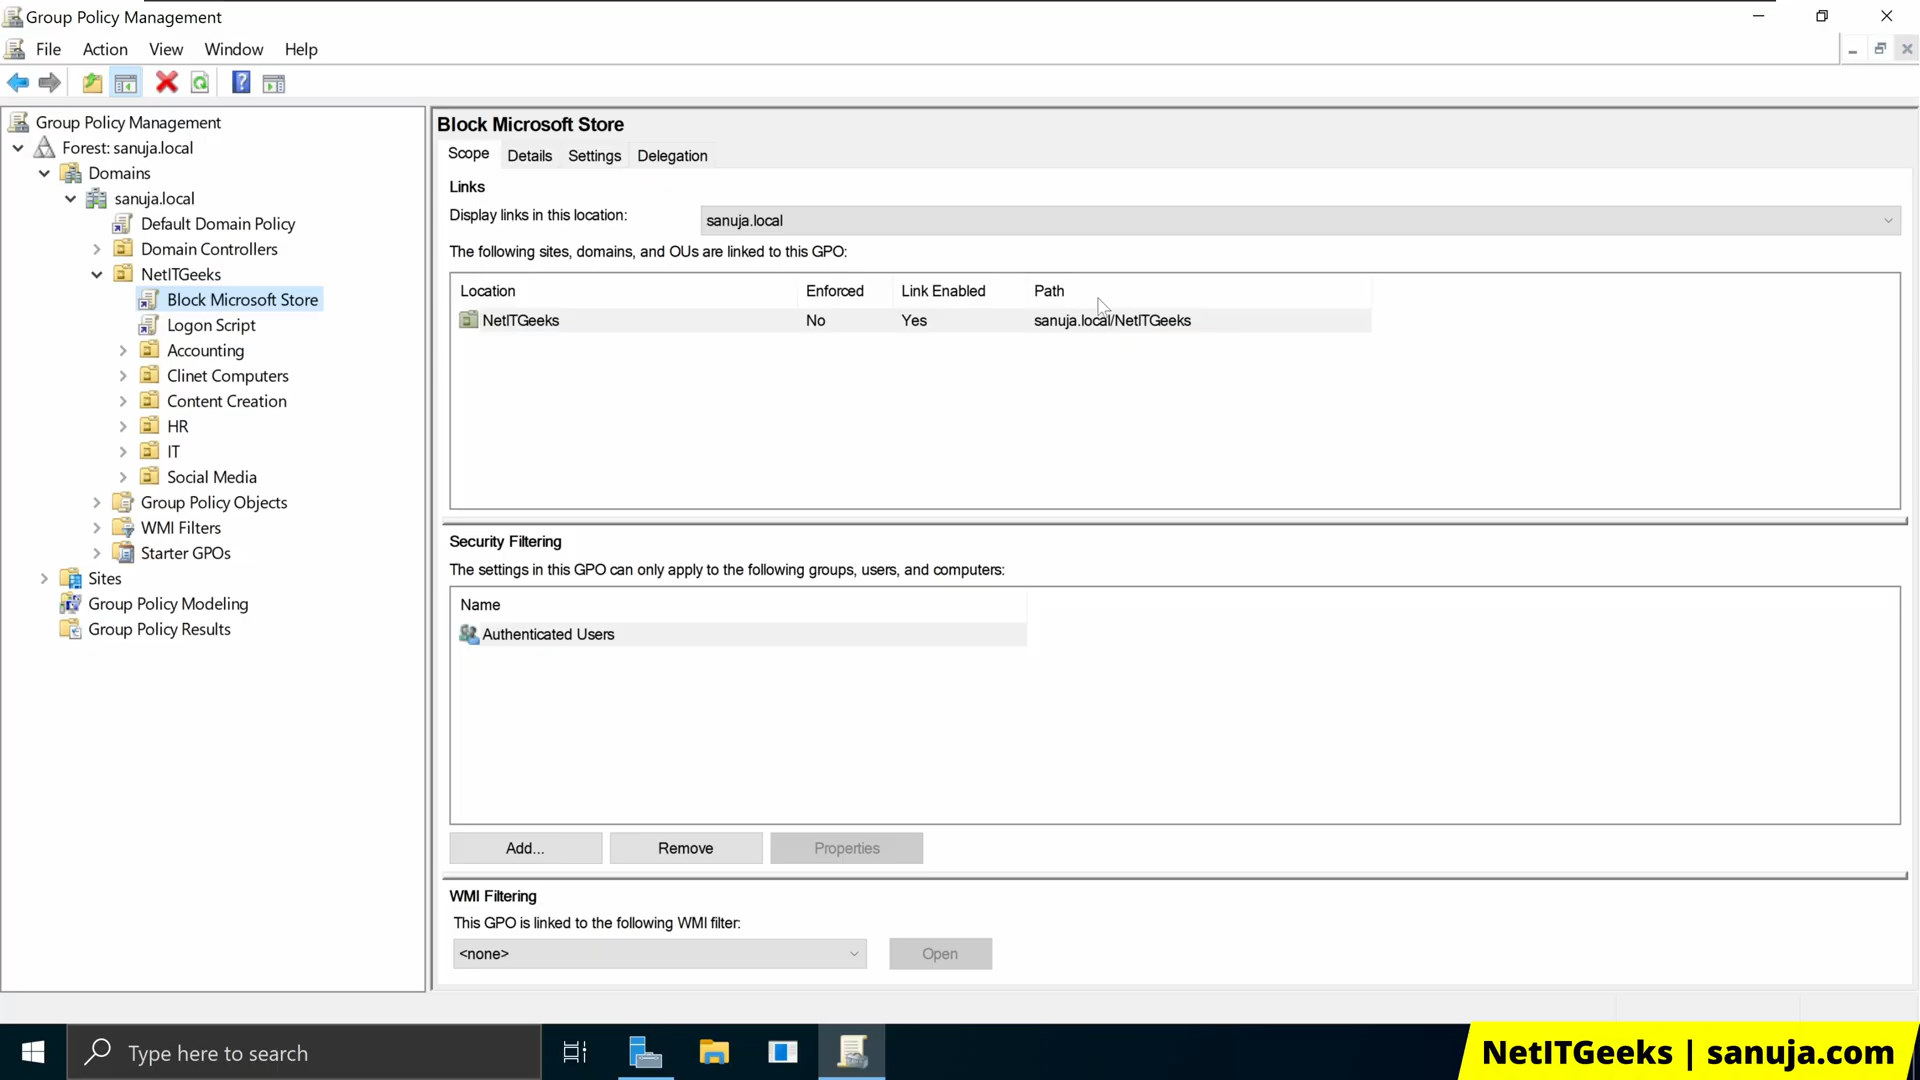 Group Policy Management
File Action View Window Help
Group Policy Management
Forest: sanuja.local
Domains
sanuja.local
Default Domain Policy
Domain Controllers
NetITGeeks
Block Microsoft Store
Logon Script
Accounting
Clinet Computers
Content Creation
HR
IT
Social Media
Group Policy Objects
WMI Filters
Starter GPOs
Sites
Group Policy Modeling
Group Policy Results
Block Microsoft Store
Scope Details Settings Delegation
Links
Display links in this location: sanuja.local
The following sites, domains, and OUs are linked to this GPO:
Location Enforced Link Enabled Path
NetITGeeks No Yes sanuja.local/NetITGeeks
Security Filtering
The settings in this GPO can only apply to the following groups, users, and computers:
Name
Authenticated Users
Add... Remove Properties
WMI Filtering
This GPO is linked to the following WMI filter:
<none> Open
Type here to search
NetITGeeks | sanuja.com